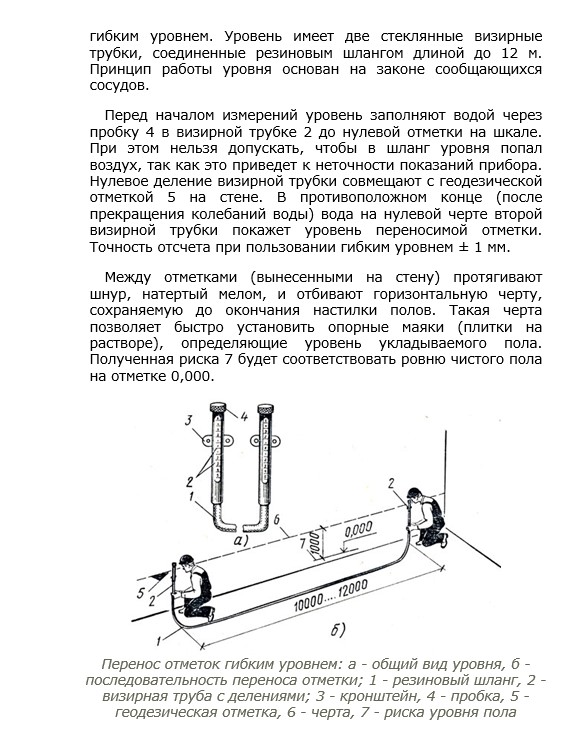 гибким уровнем. Уровень имеет две стеклянные визирные
трубки, соединенные резиновым шлангом длиной до 12 м.
Принцип работы уровня основан на законе сообщающихся
сосудов.
Перед началом измерений уровень заполняют водой через
пробку 4 в визирной трубке 2 до нулевой отметки на шкале.
При этом нельзя допускать, чтобы в шланг уровня попал
воздух, так как это приведет к неточности показаний прибора.
Нулевое деление визирной трубки совмещают с геодезической
отметкой 5 на стене. В противоположном конце (после
прекращения колебаний воды) вода на нулевой черте второй
визирной трубки покажет уровень переносимой отметки.
Точность отсчета при пользовании гибким уровнем ± 1 мм.
Между отметками (вынесенными на стену) протягивают
шнур, натертый мелом, и отбивают горизонтальную черту,
сохраняемую до окончания настилки полов. Такая черта
позволяет быстро установить опорные маяки (плитки на
растворе), определяющие уровень укладываемого пола.
Полученная риска 7 будет соответствовать ровню чистого пола
на отметке 0,000.
3 4
2
1
а)
6
7
1000
0,000
2
5
2
1
10000....12000
б)
Перенос отметок гибким уровнем: а - общий вид уровня, б -
последовательность переноса отметки; 1 - резиновый шланг, 2 -
визирная труба с делениями; 3 - кронштейн, 4 - пробка, 5 -
геодезическая отметка, 6 - черта, 7 - риска уровня пола